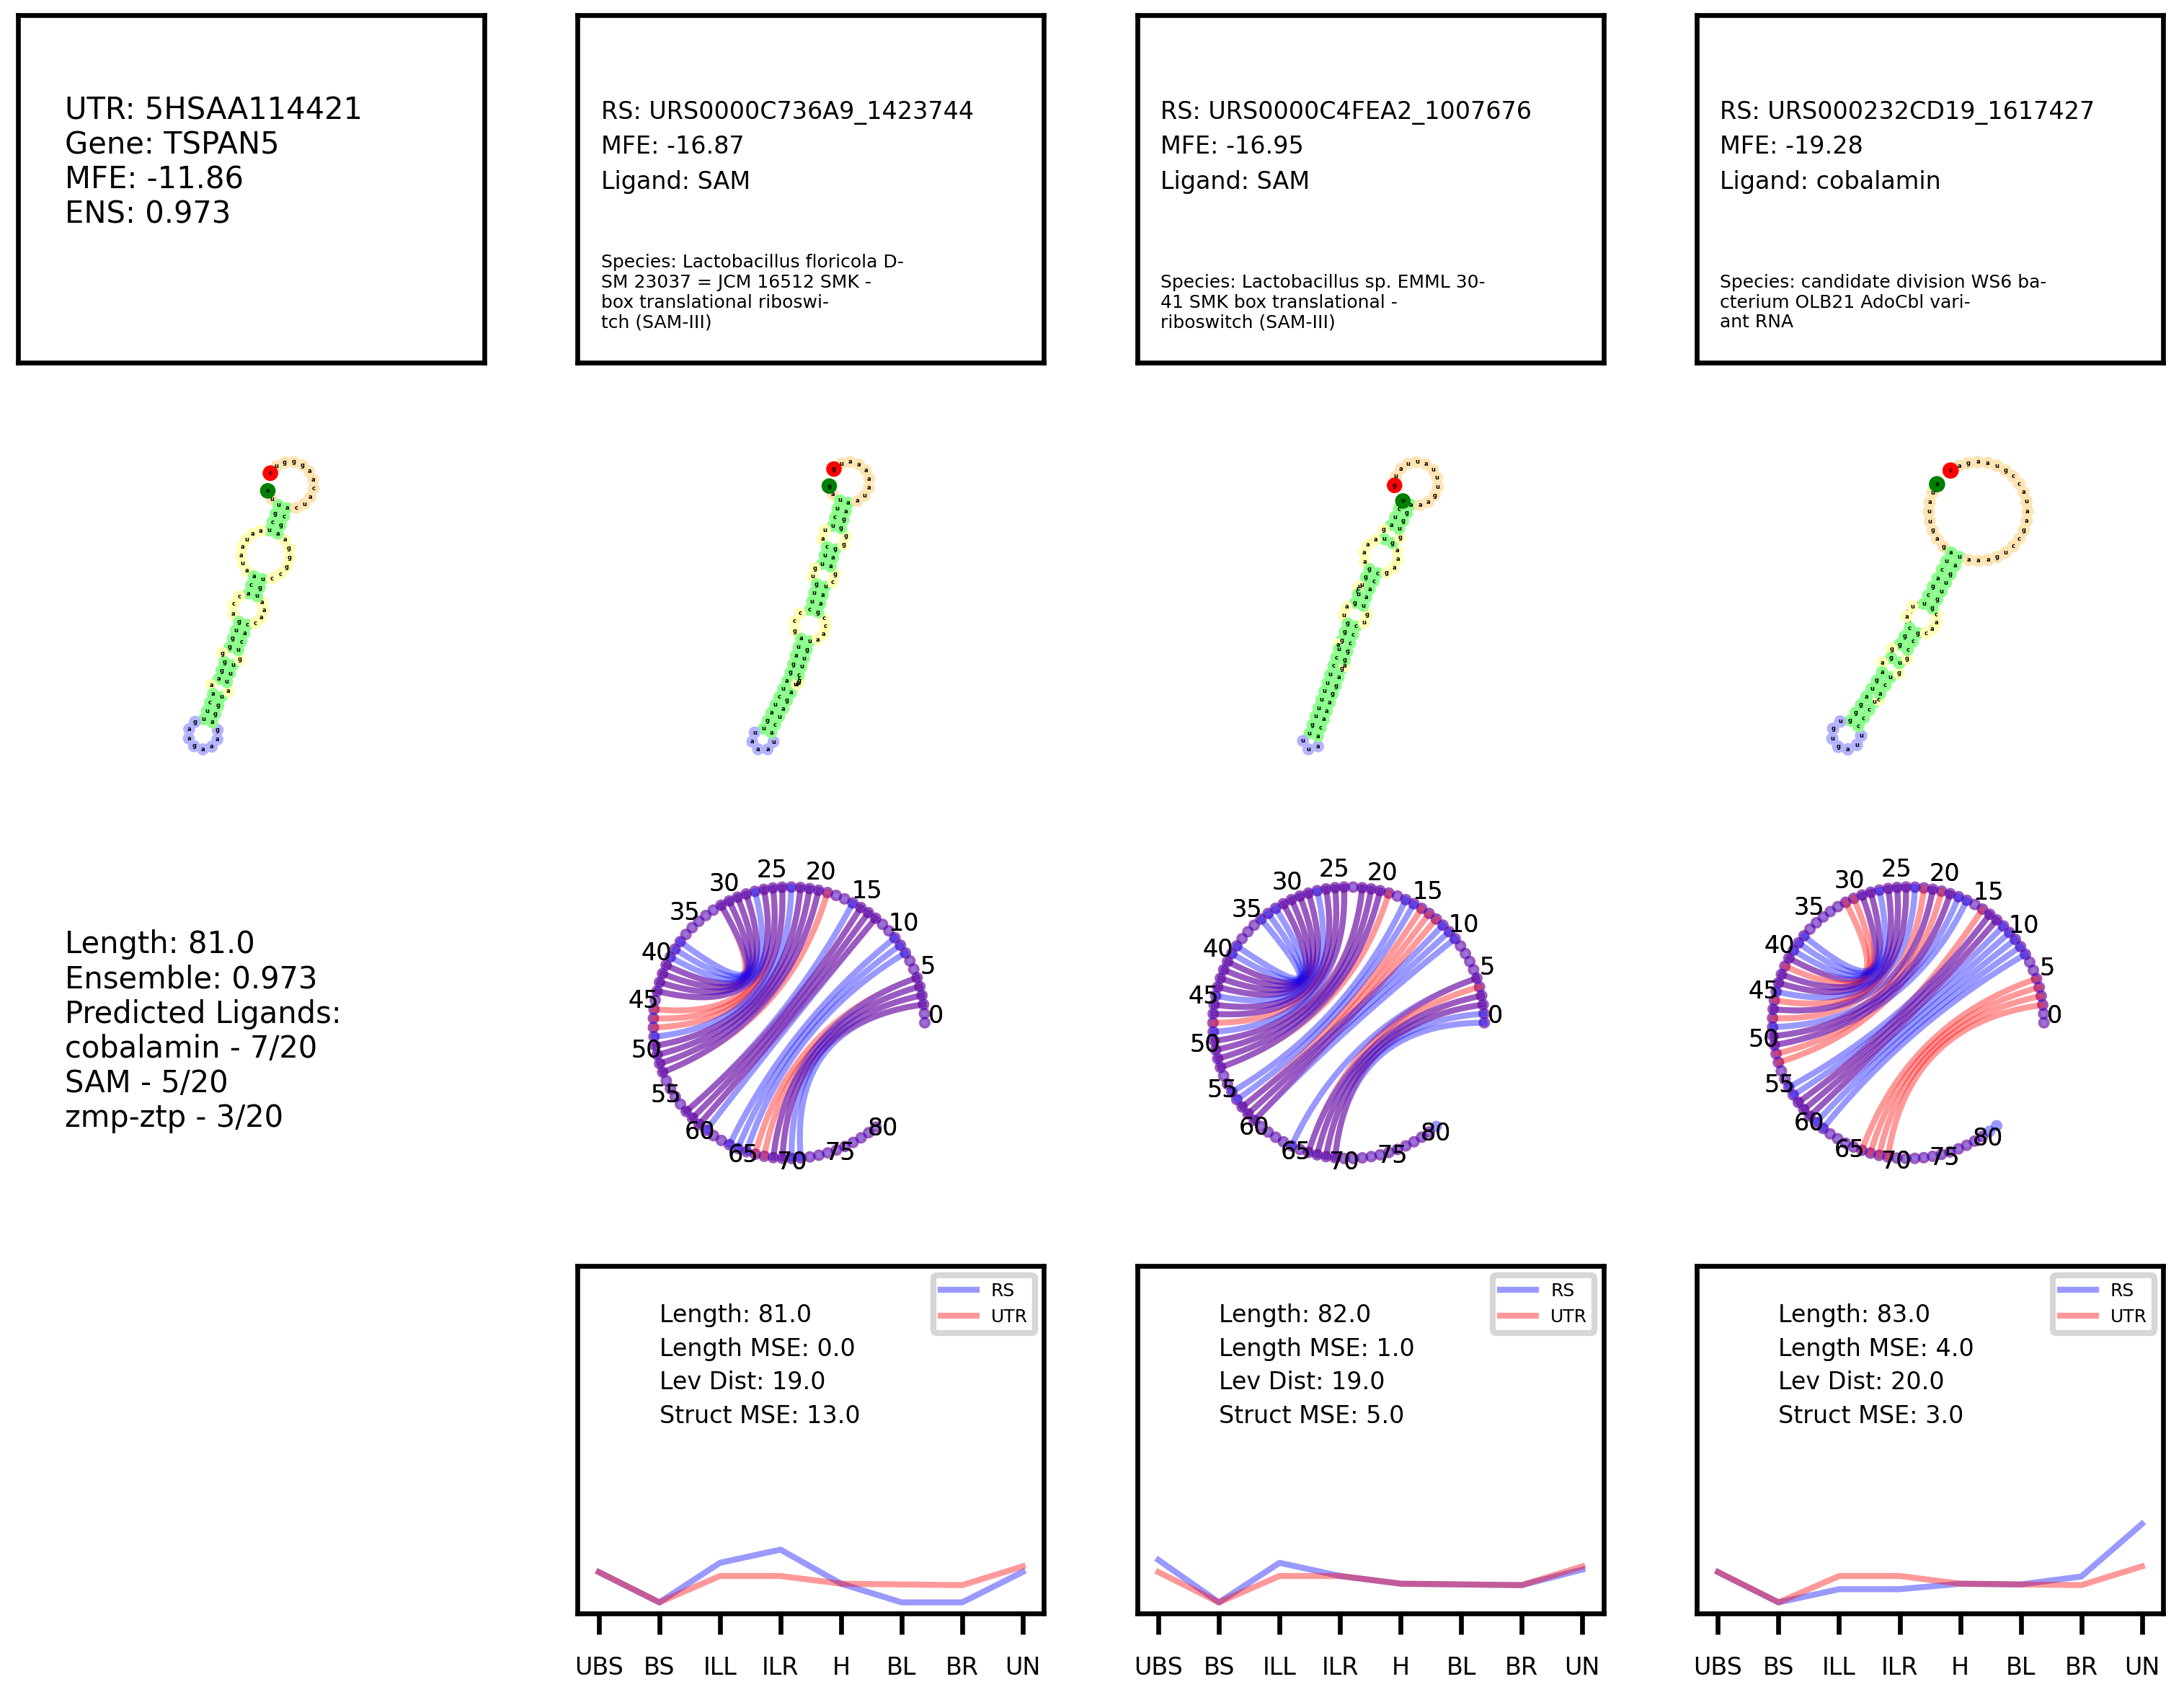 UTR: 5HSAA114421
Gene: TSPAN5
MFE: -11.86
ENS: 0.973
RS: URS0000C736A9_1423744
MFE: -16.87
Ligand: SAM
Species: Lactobacillus floricola D-
SM 23037 = JCM 16512 SMK -
box translational riboswi-
tch (SAM-III)
RS: URS0000C4FEA2_1007676
MFE: -16.95
Ligand: SAM
Species: Lactobacillus sp. EMML 30-
41 SMK box translational -
riboswitch (SAM-III)
RS: URS000232CD19_1617427
MFE: -19.28
Ligand: cobalamin
Species: candidate division WS6 ba-
cterium OLB21 AdoCbl vari-
ant RNA
Length: 81.0
Ensemble: 0.973
Predicted Ligands:
cobalamin - 7/20
SAM - 5/20
zmp-ztp - 3/20
0
5
10
15
20
25
30
35
40
45
50
55
60
65
70
75
80
0
5
10
15
20
25
30
35
40
45
50
55
60
65
70
75
80
0
5
10
15
20
25
30
35
40
45
50
55
60
65
70
75
80
RS
UTR
Length: 81.0
Length MSE: 0.0
Lev Dist: 19.0
Struct MSE: 13.0
UBS BS ILL ILR H BL BR UN
RS
UTR
Length: 82.0
Length MSE: 1.0
Lev Dist: 19.0
Struct MSE: 5.0
UBS BS ILL ILR H BL BR UN
RS
UTR
Length: 83.0
Length MSE: 4.0
Lev Dist: 20.0
Struct MSE: 3.0
UBS BS ILL ILR H BL BR UN